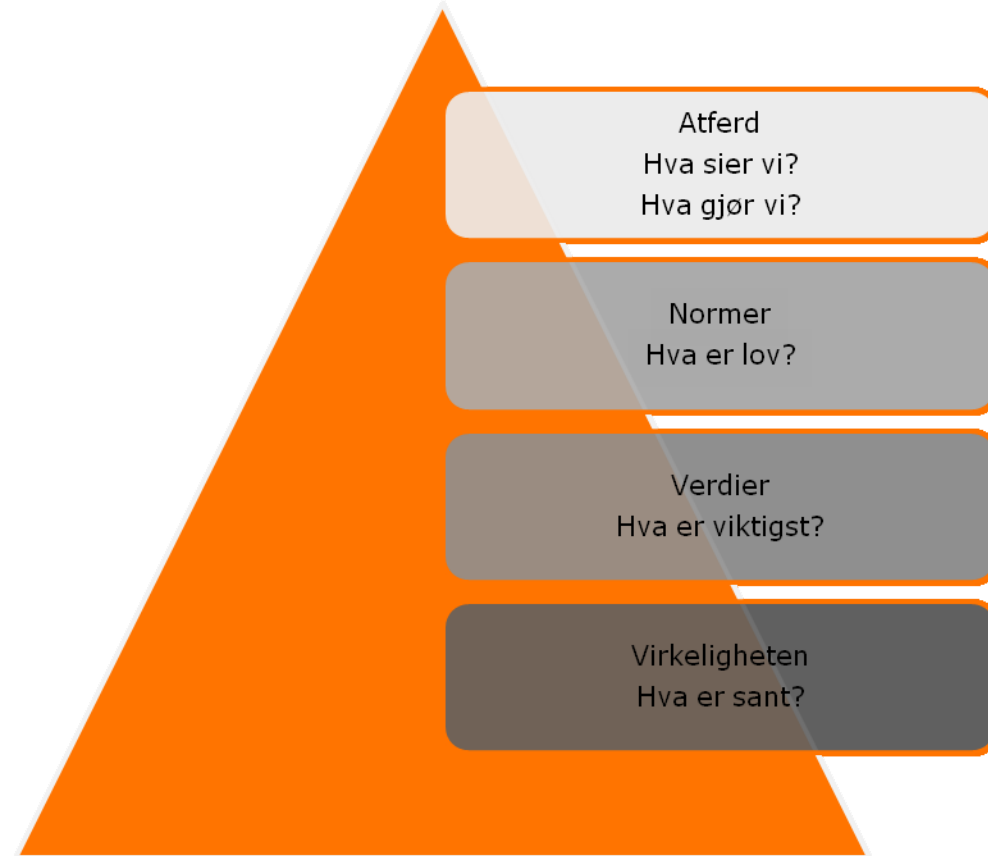 Atferd
Hva sier vi?
Hva gjør vi?
Normer
Hva er lov?
Verdier
Hva er viktigst?
Virkeligheten
Hva er sant?